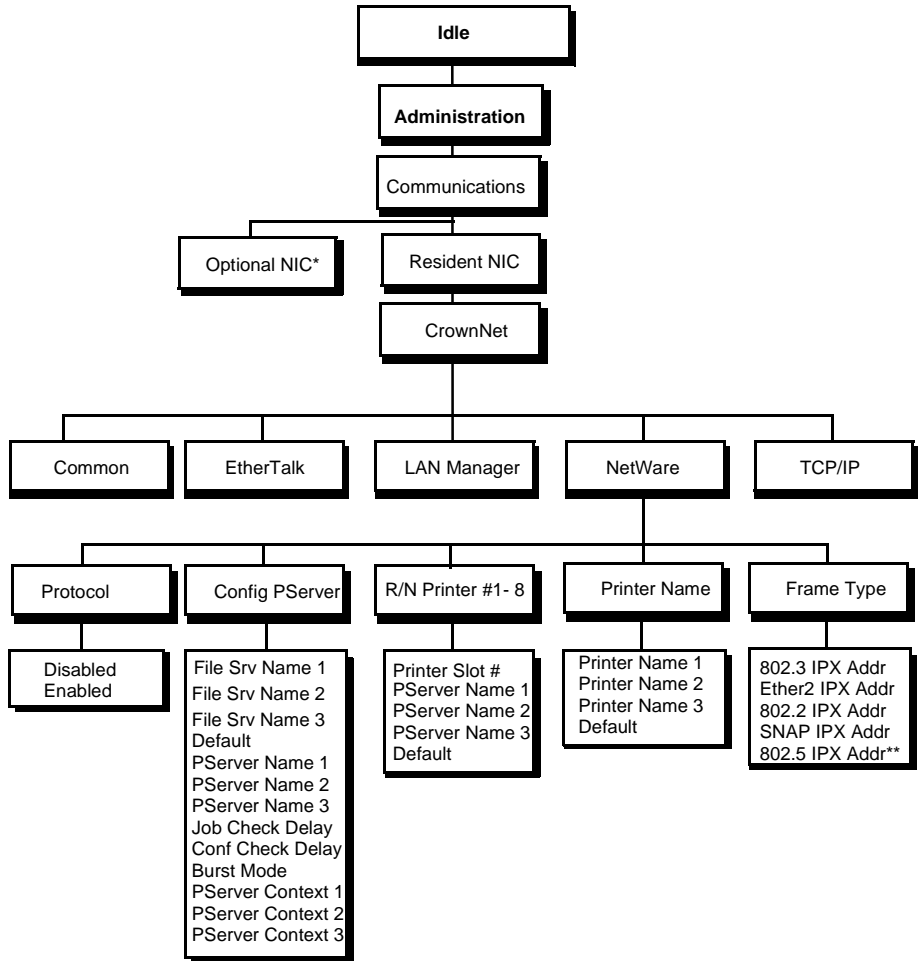 Idle
Administration
Communications
Optional NIC*
Resident NIC
CrownNet
Common
EtherTalk
LAN Manager
NetWare
TCP/IP
Protocol
Config PServer
R/N Printer #1- 8
Printer Name
Frame Type
Disabled
Enabled
File Srv Name 1
File Srv Name 2
File Srv Name 3
Default
PServer Name 1
PServer Name 2
PServer Name 3
Job Check Delay
Conf Check Delay
Burst Mode
PServer Context 1
PServer Context 2
PServer Context 3
Printer Slot #
PServer Name 1
PServer Name 2
PServer Name 3
Default
Printer Name 1
Printer Name 2
Printer Name 3
Default
802.3 IPX Addr
Ether2 IPX Addr
802.2 IPX Addr
SNAP IPX Addr
802.5 IPX Addr**